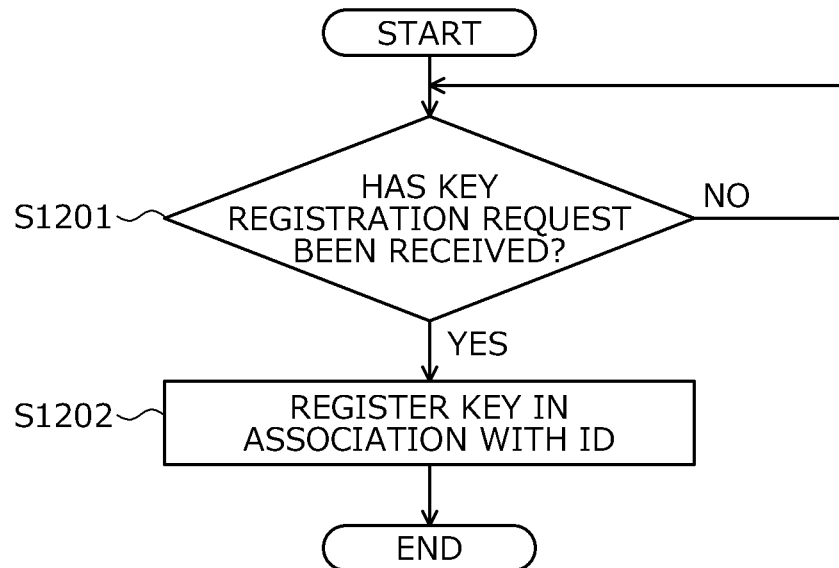 START
HAS KEY
REGISTRATION REQUEST
BEEN RECEIVED?
NO
S1201
YES
S1202
REGISTER KEY IN
ASSOCIATION WITH ID
END